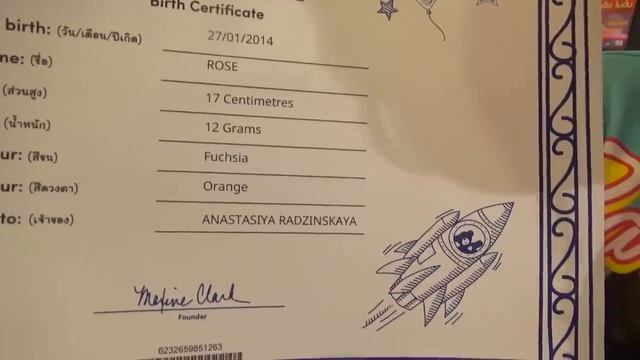 Birth Certificate
birth: (วัน/เดือน/ปีเกิด) 27/01/2014
me: (ชื่อ) ROSE
(ส่วนสูง) 17 Centimetres
(น้ำหนัก) 12 Grams
ur: (สีขน) Fuchsia
ur: (สีดวงตา) Orange
to: (เจ้าของ) ANASTASIYA RADZINSKAYA
Maxine Clark
Founder
6232659851263